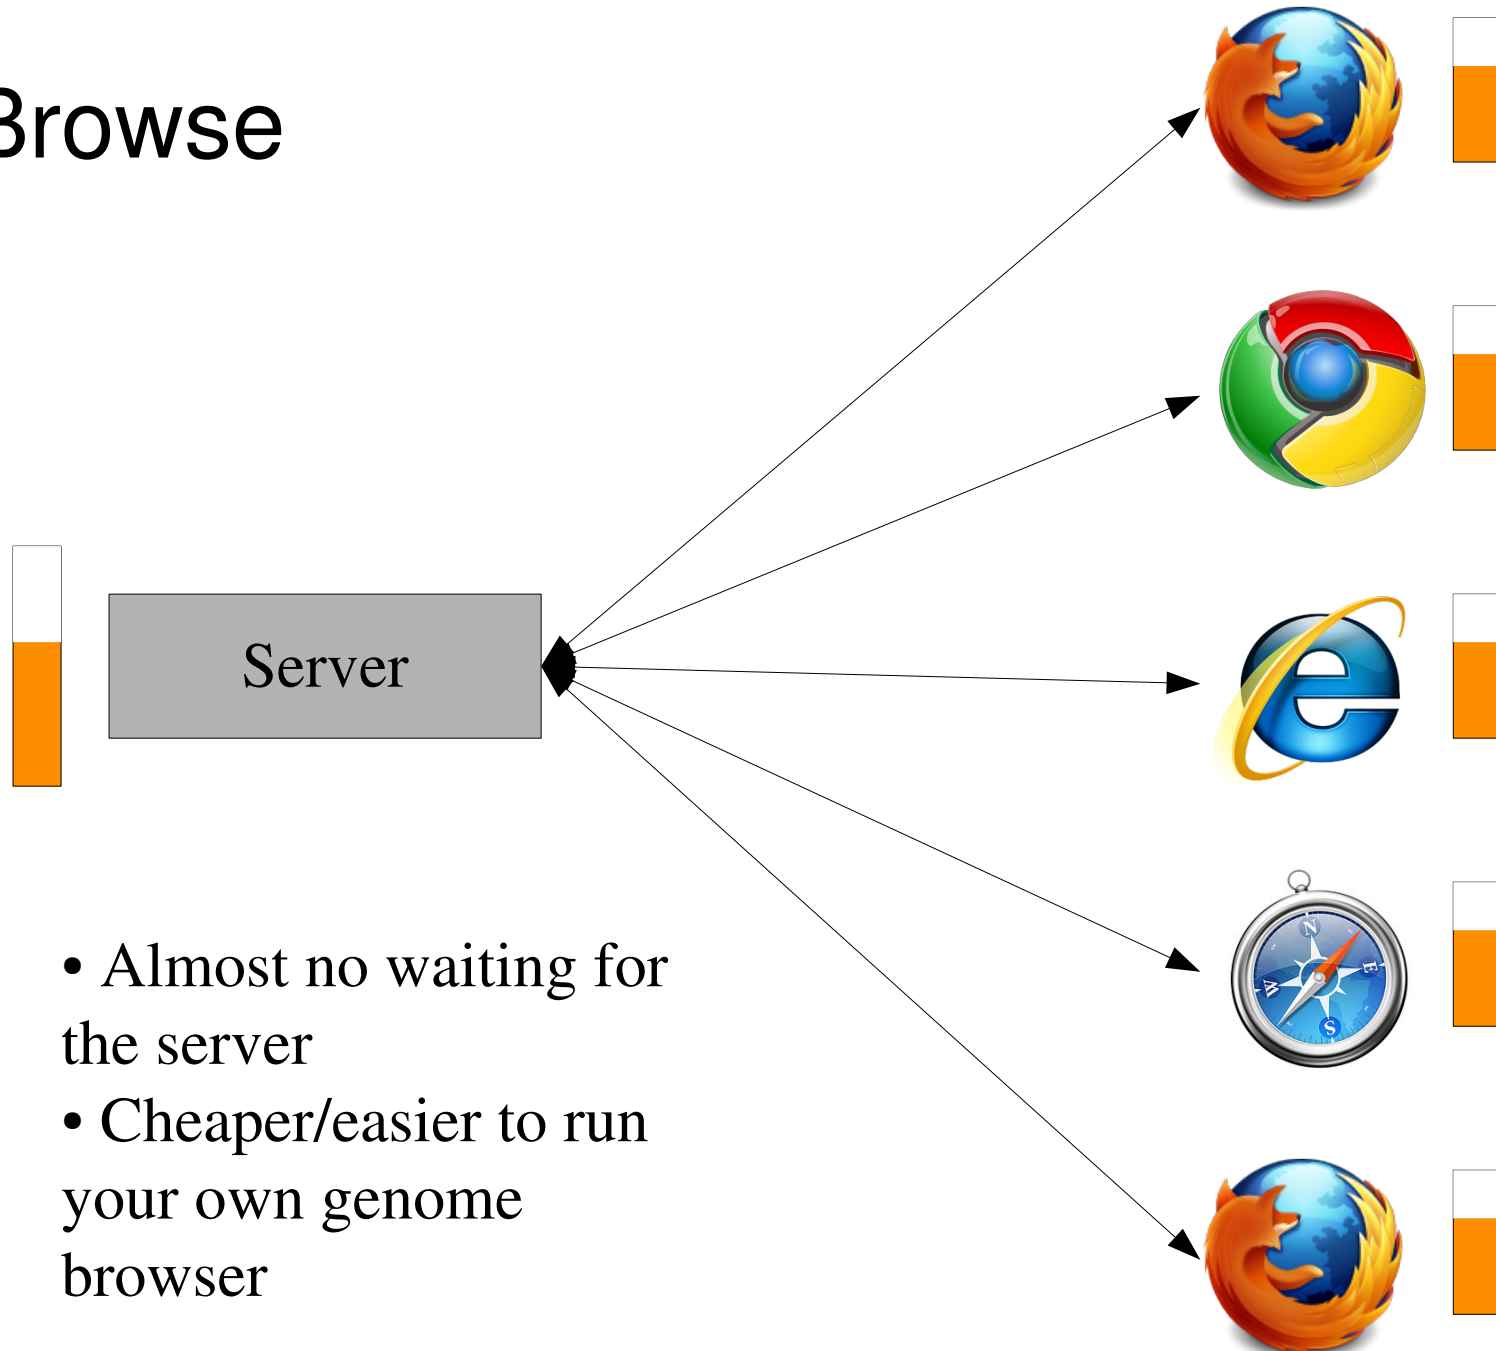 Browse
Server
• Almost no waiting for
the server
• Cheaper/easier to run
your own genome
browser
N
E
S
W